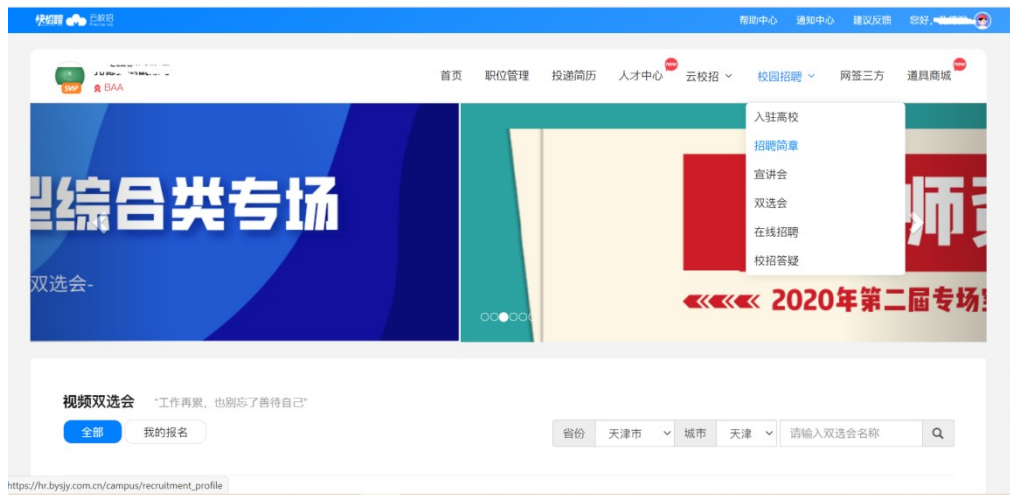 快招聘 云校招
帮助中心 通知中心 建议反馈 您好,
SVIP BAA
首页 职位管理 投递简历 人才中心 new 云校招 校园招聘 网签三方 道具商城 new
入驻高校
招聘简章
宣讲会
双选会
在线招聘
校招答疑
型综合类专场
双选会-
师资
2020年第二届专场
视频双选会 "工作再累,也别忘了善待自己"
全部 我的报名
省份 天津市 城市 天津 请输入双选会名称
https://hr.bysjy.com.cn/campus/recruitment_profile